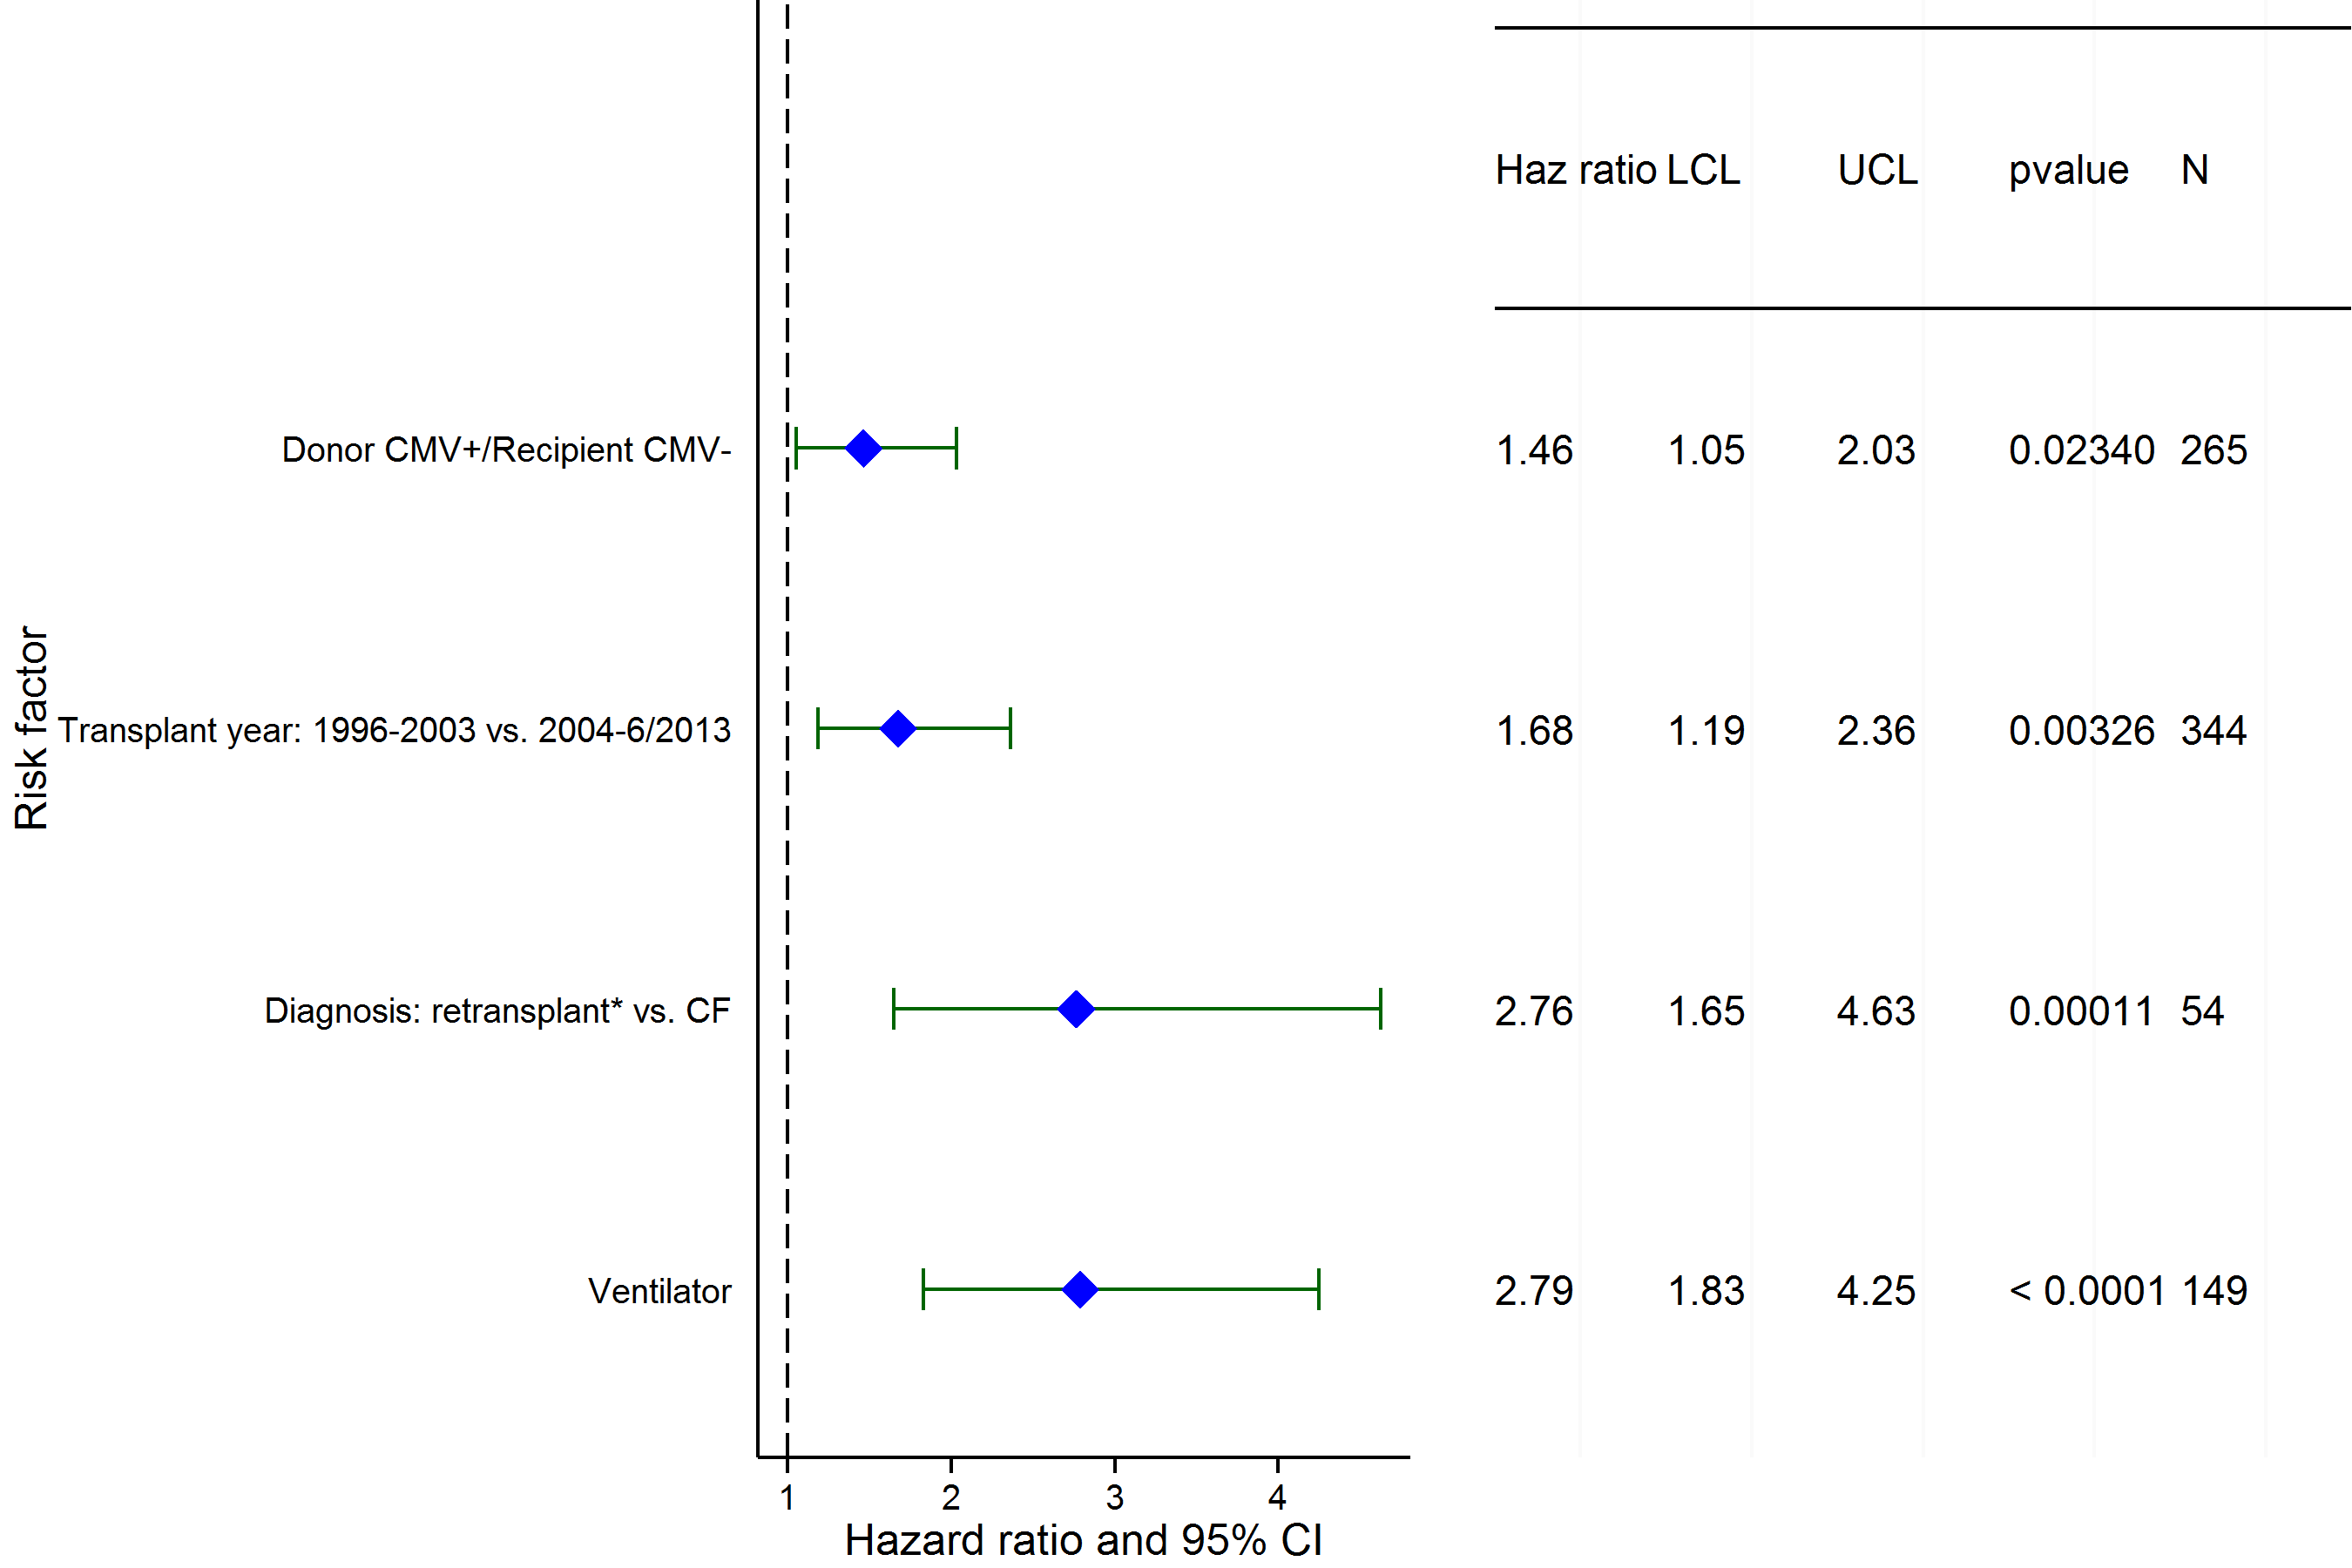 Haz ratio LCL UCL pvalue N
Donor CMV+/Recipient CMV- 1.46 1.05 2.03 0.02340 265
Transplant year: 1996-2003 vs. 2004-6/2013 1.68 1.19 2.36 0.00326 344
Diagnosis: retransplant* vs. CF 2.76 1.65 4.63 0.00011 54
Ventilator 2.79 1.83 4.25 < 0.0001 149
Risk factor
1 2 3 4
Hazard ratio and 95% CI